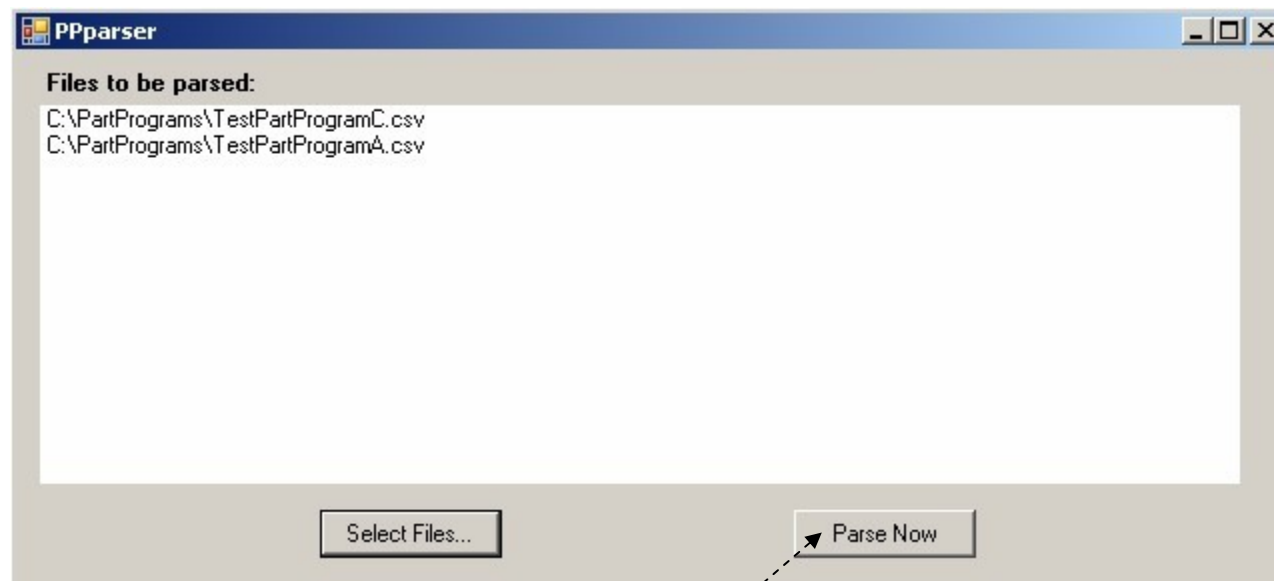 PPparser
Files to be parsed:
C:\PartPrograms\TestPartProgramC.csv
C:\PartPrograms\TestPartProgramA.csv
Select Files...
Parse Now